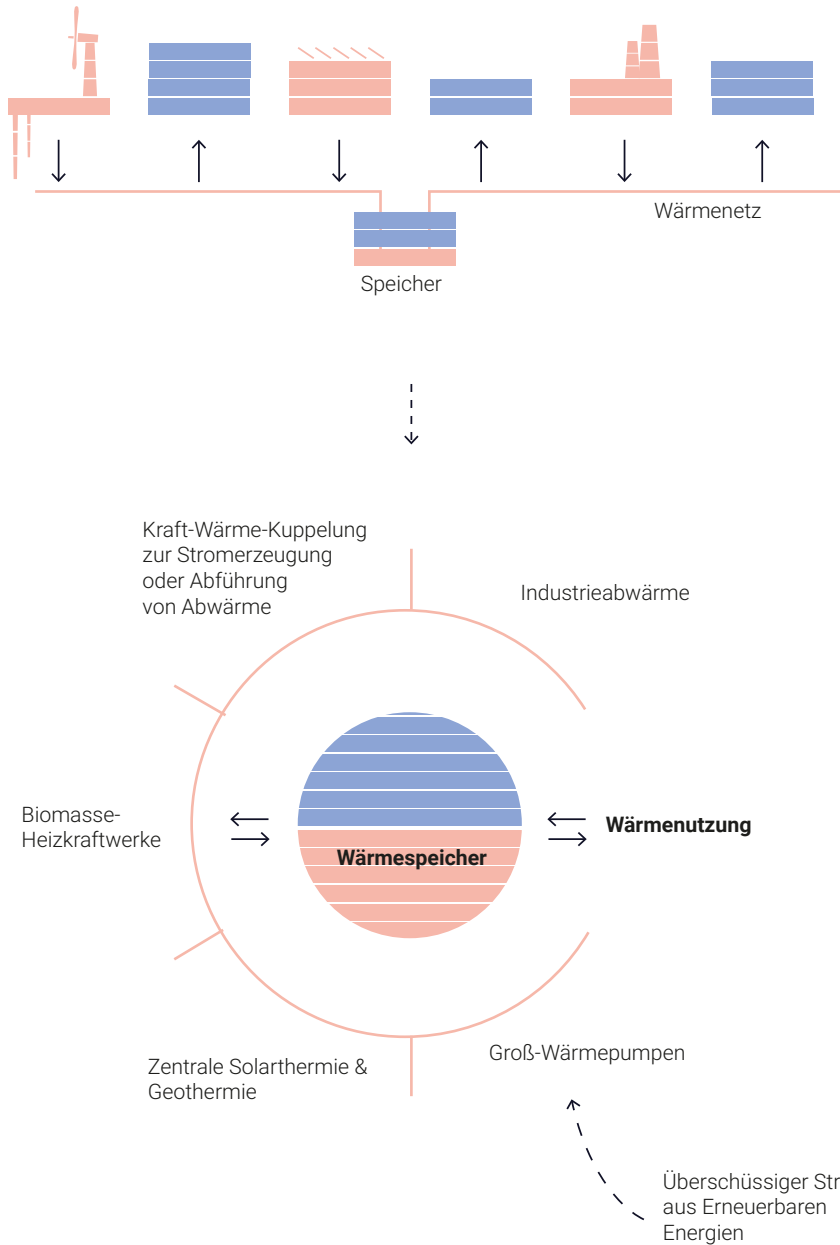 Wärmenetz
Speicher
Kraft-Wärme-Kuppelung
zur Stromerzeugung
oder Abführung
von Abwärme
Industrieabwärme
Biomasse-
Heizkraftwerke
Wärmespeicher
Wärmenutzung
Zentrale Solarthermie &
Geothermie
Groß-Wärmepumpen
Überschüssiger
aus Erneuerbaren
Energien